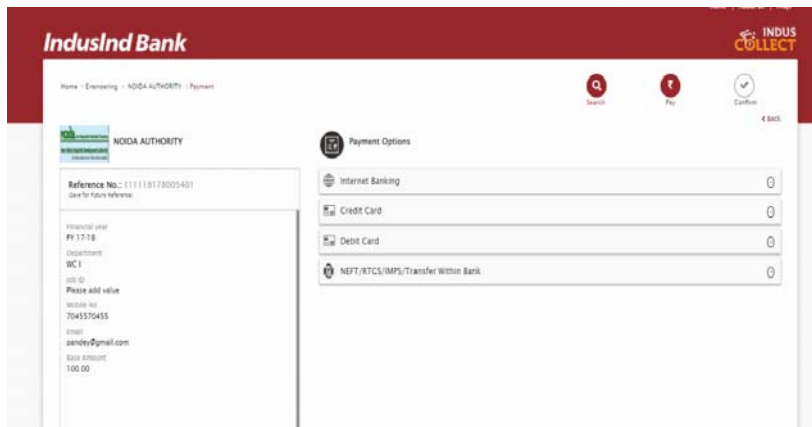 IndusInd Bank
INDUS
COLLECT
Home > Eтендering > NOIDA AUTHORITY > Payment
Search
Pay
Confirm
< Back
NOIDA AUTHORITY
Payment Options
Reference No.: 111118178005401
(Save for Future Reference)
Internet Banking
Credit Card
Debit Card
NEFT/RTGS/IMPS/Transfer Within Bank
Financial year
FY 17-18
Department
WC I
Job ID
Please add value
Mobile No
7045570455
Email
pandey@gmail.com
Base Amount
100.00